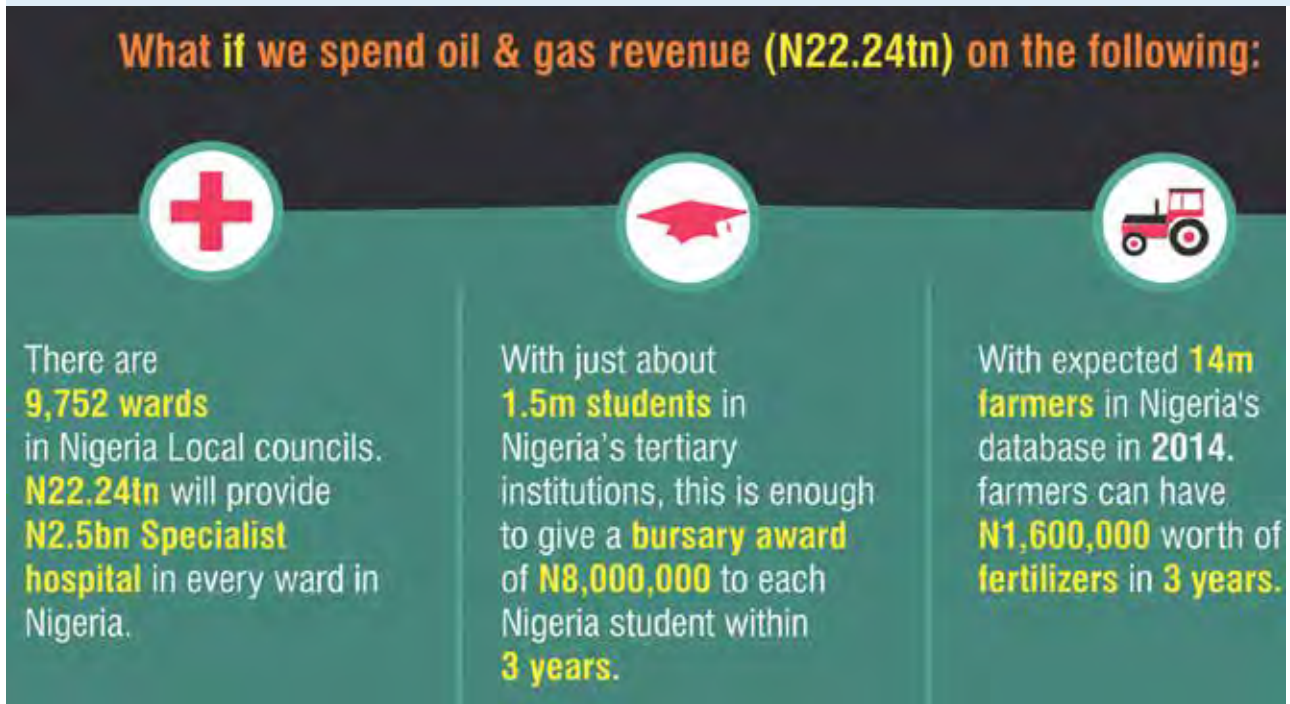 What if we spend oil & gas revenue (N22.24tn) on the following:
There are
9,752 wards
in Nigeria Local councils.
N22.24tn will provide
N2.5bn Specialist
hospital in every ward in
Nigeria.
With just about
1.5m students in
Nigeria's tertiary
institutions, this is enough
to give a bursary award
of N8,000,000 to each
Nigeria student within
3 years.
With expected 14m
farmers in Nigeria's
database in 2014.
farmers can have
N1,600,000 worth of
fertilizers in 3 years.